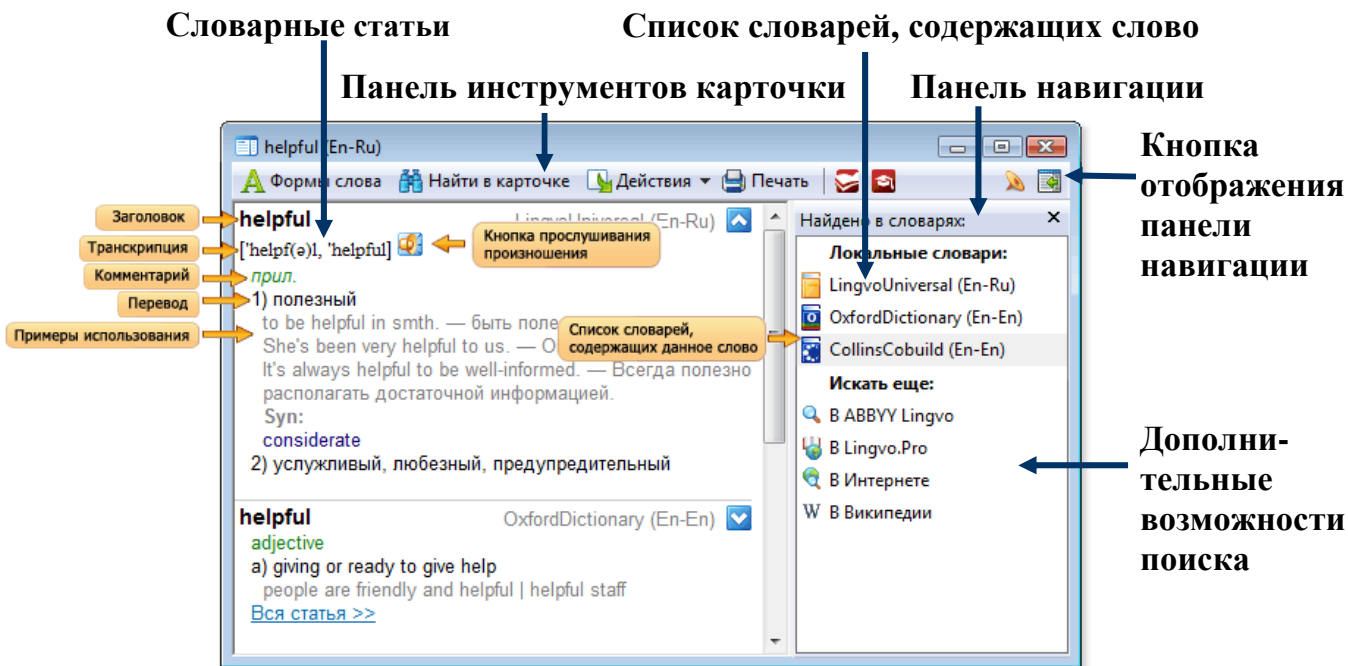 Словарные статьи
Список словарей, содержащих слово
Панель инструментов карточки
Панель навигации
Кнопка
отображения
панели
навигации
helpful (En-Ru)
Формы слова
Найти в карточке
Действия
Печать
Заголовок
Транскрипция
Комментарий
Перевод
Примеры использования
helpful
LingvoUniversal (En-Ru)
['helpf(ə)l, 'helpful]
Кнопка прослушивания
произношения
прил.
1) полезный
to be helpful in smth. — быть поле
She's been very helpful to us. — О
It's always helpful to be well-informed. — Всегда полезно
располагать достаточной информацией.
Syn:
considerate
2) услужливый, любезный, предупредительный
Список словарей,
содержащих данное слово
helpful
OxfordDictionary (En-En)
adjective
a) giving or ready to give help
people are friendly and helpful | helpful staff
Вся статья >>
Найдено в словарях:
Локальные словари:
LingvoUniversal (En-Ru)
OxfordDictionary (En-En)
CollinsCobuild (En-En)
Искать еще:
В ABBYY Lingvo
В Lingvo.Pro
В Интернете
W В Википедии
Дополни-
тельные
возможности
поиска